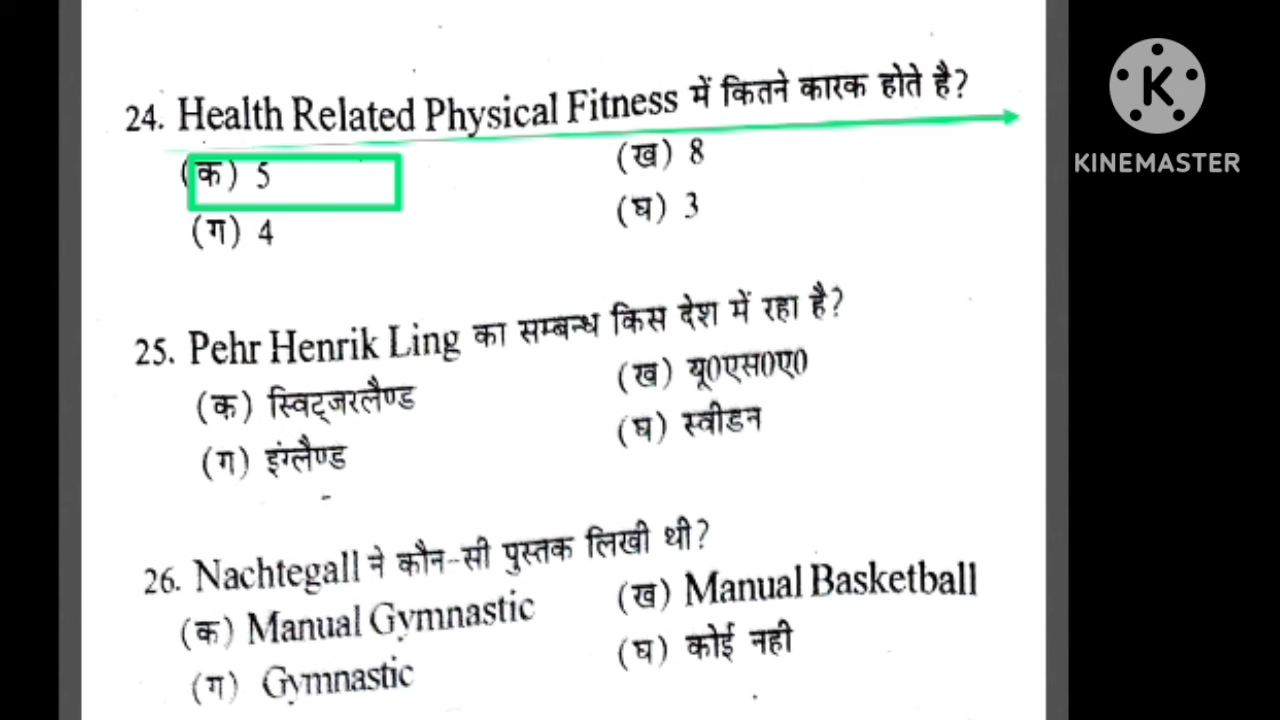 24. Health Related Physical Fitness में कितने कारक होते है?
(क) 5 (ख) 8
(ग) 4 (घ) 3
25. Pehr Henrik Ling का सम्बन्ध किस देश में रहा है?
(क) स्विट्जरलैण्ड (ख) यू0एस0ए0
(ग) इंग्लैण्ड (घ) स्वीडन
26. Nachtegall ने कौन-सी पुस्तक लिखी थी?
(क) Manual Gymnastic (ख) Manual Basketball
(ग) Gymnastic (घ) कोई नही
K
KINEMASTER